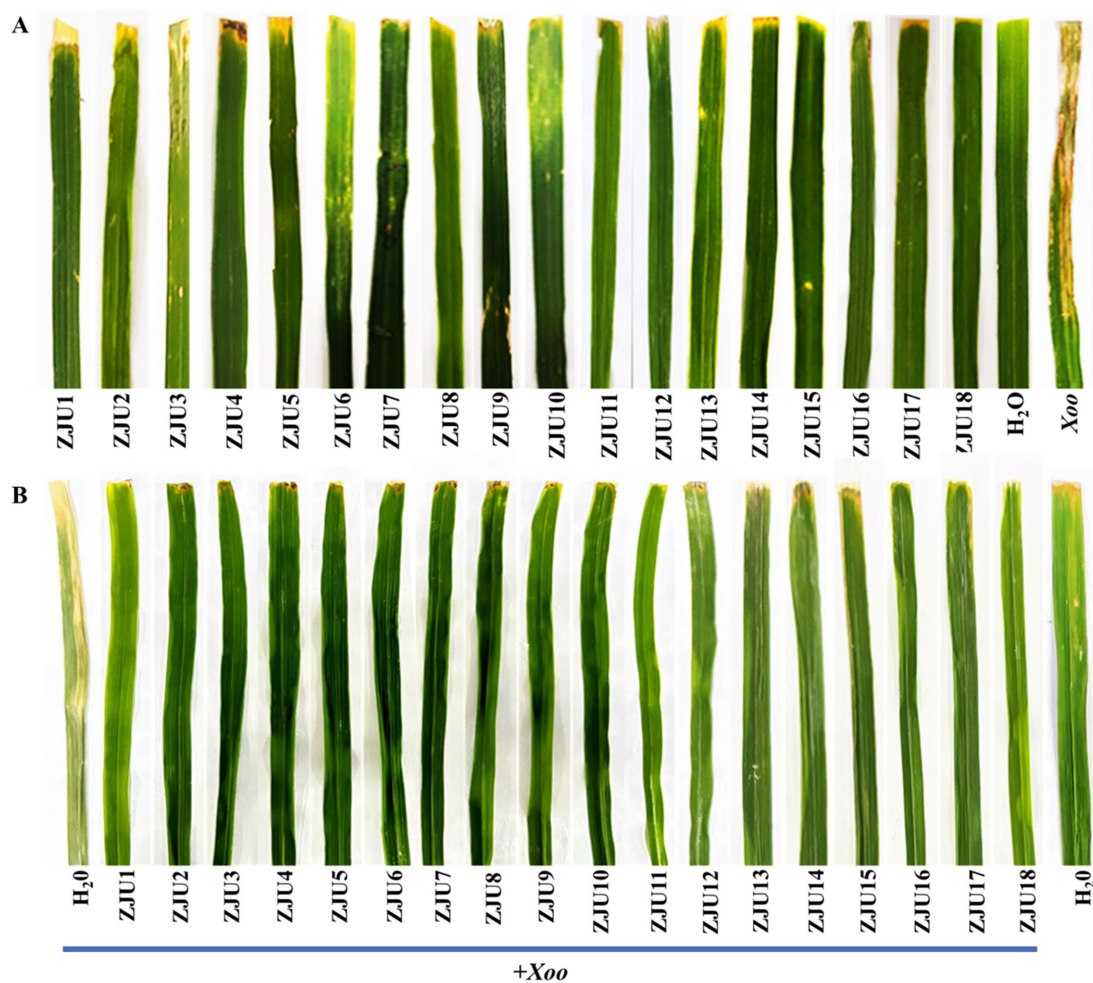 A
ZJU1 ZJU2 ZJU3 ZJU4 ZJU5 ZJU6 ZJU7 ZJU8 ZJU9 ZJU10 ZJU11 ZJU12 ZJU13 ZJU14 ZJU15 ZJU16 ZJU17 ZJU18 H₂O Xoo
B
H₂0 ZJU1 ZJU2 ZJU3 ZJU4 ZJU5 ZJU6 ZJU7 ZJU8 ZJU9 ZJU10 ZJU11 ZJU12 ZJU13 ZJU14 ZJU15 ZJU16 ZJU17 ZJU18 H₂0
+Xoo